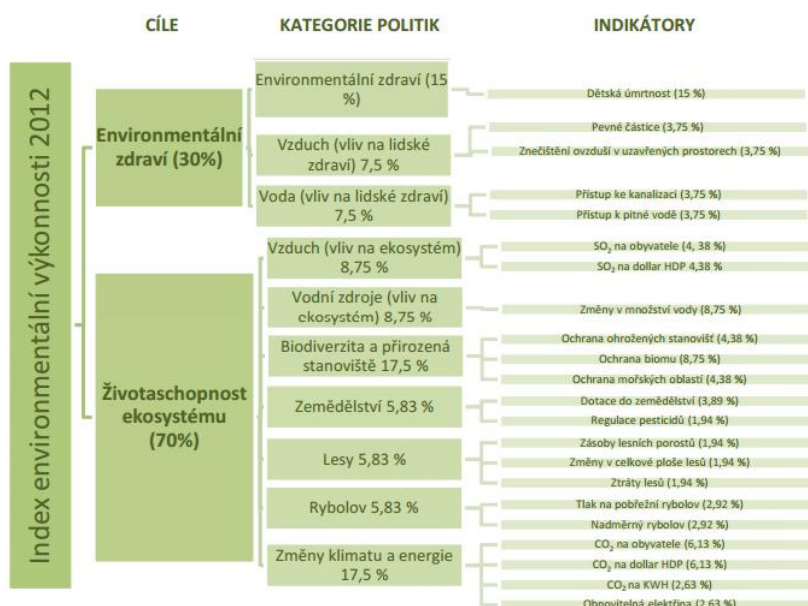 CÍLE
KATEGORIE POLITIK
INDIKÁTORY
Index environmentální výkonnosti 2012
Environmentální
zdraví (30%)
Environmentální zdraví (15
%)
Dětská úmrtnost (15 %)
Vzduch (vliv na lidské
zdraví) 7,5 %
Pevné částice (3,75 %)
Znečištění ovzduší v uzavřených prostorech (3,75 %)
Voda (vliv na lidské zdraví)
7,5 %
Přístup ke kanalizaci (3,75 %)
Přístup k pitné vodě (3,75 %)
Životaschopnost
ekosystému
(70%)
Vzduch (vliv na ekosystém)
8,75 %
SO₂ na obyvatele (4, 38 %)
SO₂ na dollar HDP 4,38 %
Vodní zdroje (vliv na
ekosystém) 8,75 %
Změny v množství vody (8,75 %)
Biodiverzita a přirozená
stanoviště 17,5 %
Ochrana ohrožených stanovišť (4,38 %)
Ochrana biomu (8,75 %)
Ochrana mořských oblastí (4,38 %)
Zemědělství 5,83 %
Dotace do zemědělství (3,89 %)
Regulace pesticidů (1,94 %)
Lesy 5,83 %
Zásoby lesních porostů (1,94 %)
Změny v celkové ploše lesů (1,94 %)
Ztráty lesů (1,94 %)
Rybolov 5,83 %
Tlak na pobřežní rybolov (2,92 %)
Nadměrný rybolov (2,92 %)
Změny klimatu a energie
17,5 %
CO₂ na obyvatele (6,13 %)
CO₂ na dollar HDP (6,13 %)
CO₂ na KWH (2,63 %)
Obnovitelná elektřina (2,63 %)